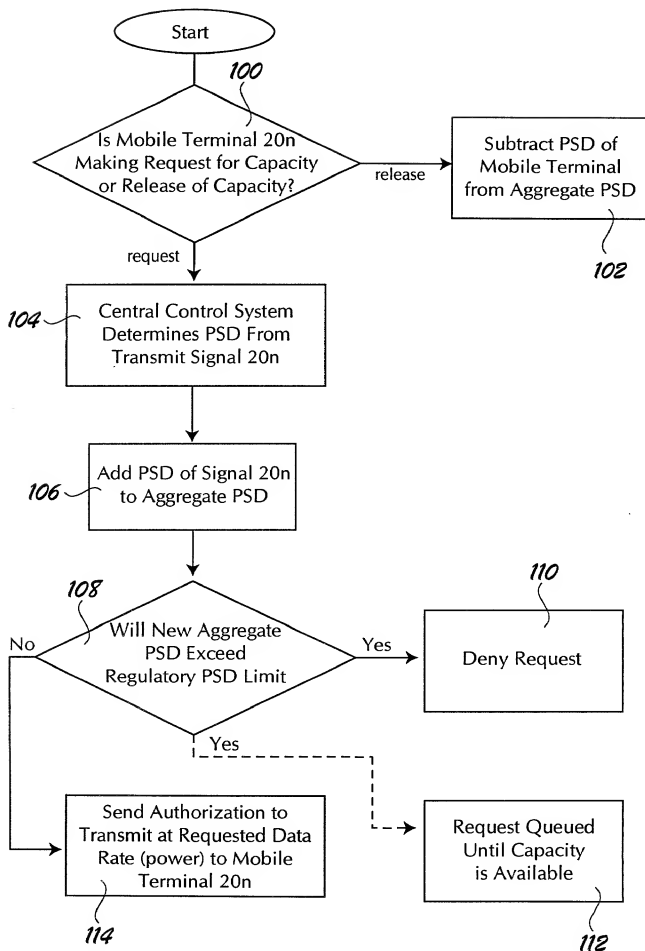 Start
100
Is Mobile Terminal 20n
Making Request for Capacity
or Release of Capacity?
release
Subtract PSD of
Mobile Terminal
from Aggregate PSD
102
request
104
Central Control System
Determines PSD From
Transmit Signal 20n
106
Add PSD of Signal 20n
to Aggregate PSD
108
Will New Aggregate
PSD Exceed
Regulatory PSD Limit
No
Yes
110
Deny Request
Yes
Send Authorization to
Transmit at Requested Data
Rate (power) to Mobile
Terminal 20n
114
Request Queued
Until Capacity
is Available
112